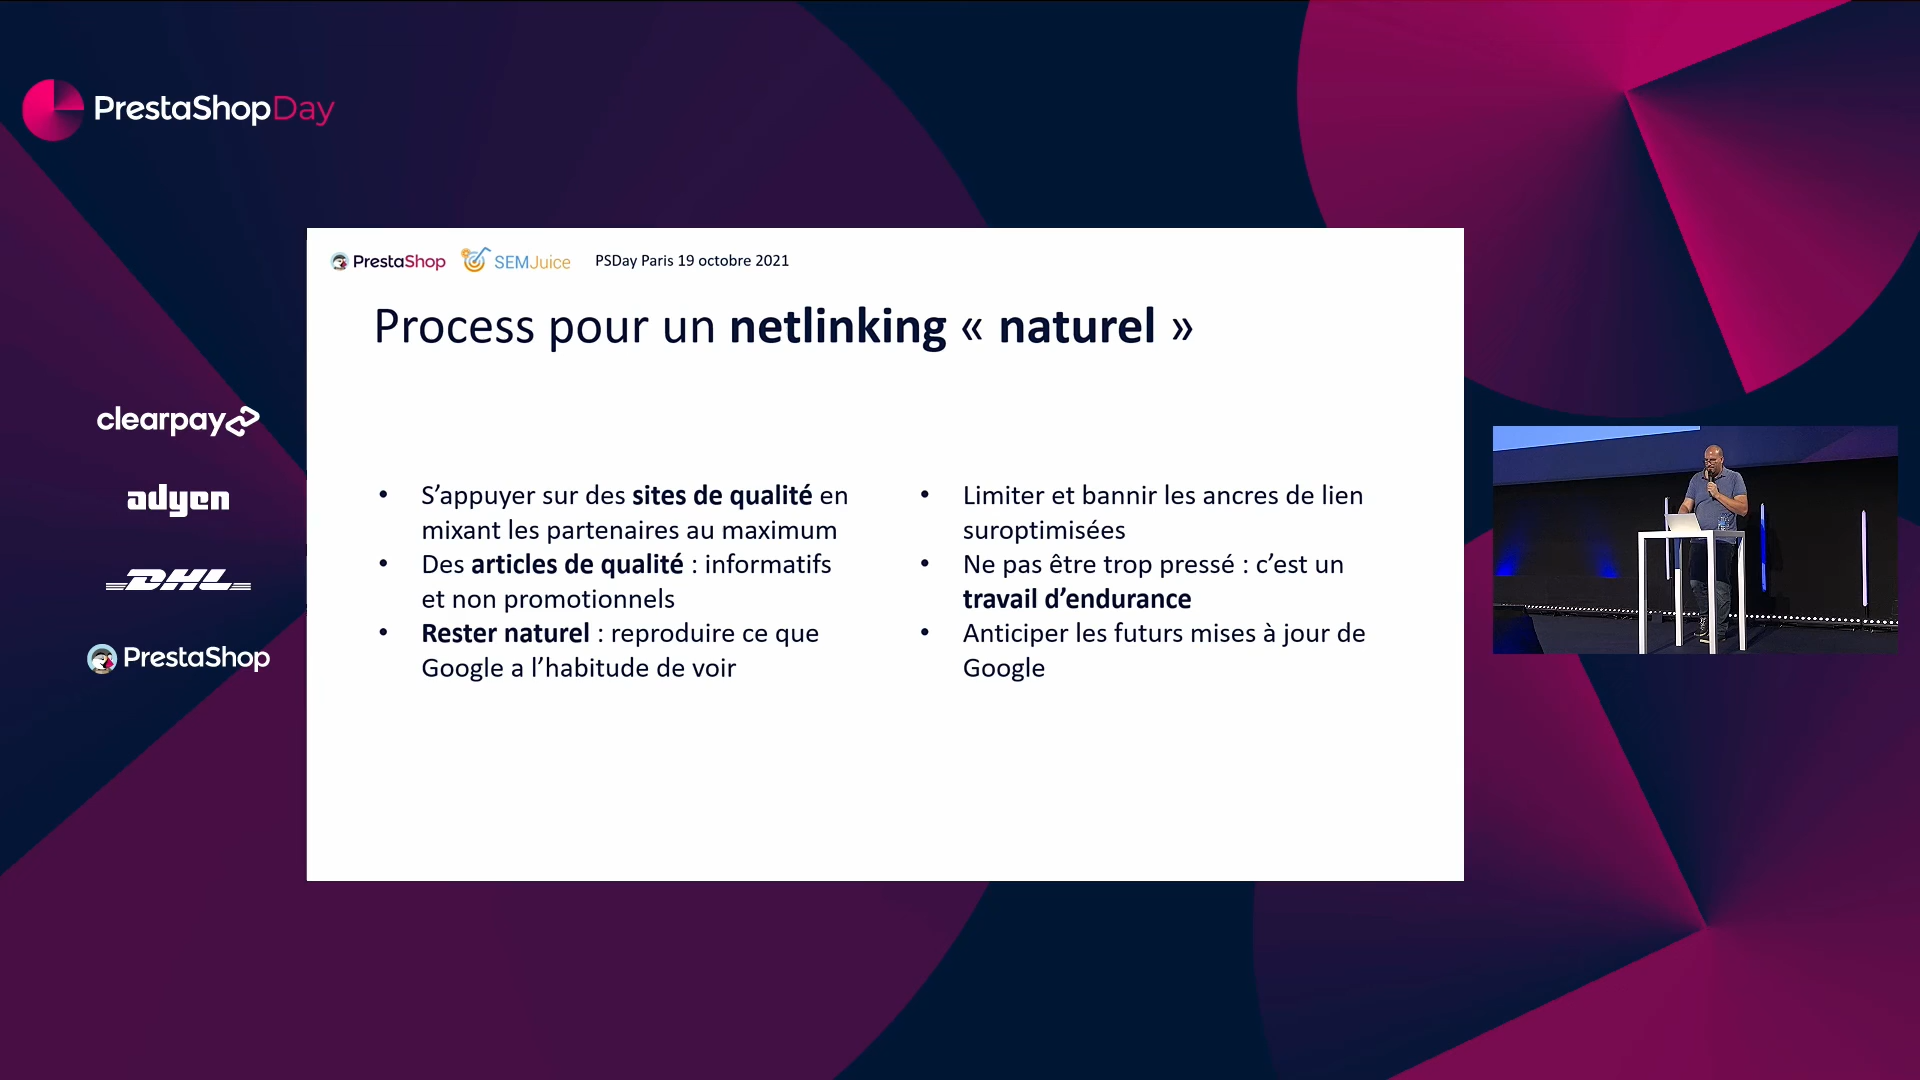 PrestaShopDay
clearpay
adyen
DHL
PrestaShop
PrestaShop SEMJuice PSDay Paris 19 octobre 2021
Process pour un netlinking « naturel »
• S’appuyer sur des sites de qualité en
mixant les partenaires au maximum
• Des articles de qualité : informatifs
et non promotionnels
• Rester naturel : reproduire ce que
Google a l’habitude de voir
• Limiter et bannir les ancres de lien
suroptimisées
• Ne pas être trop pressé : c’est un
travail d’endurance
• Anticiper les futurs mises à jour de
Google